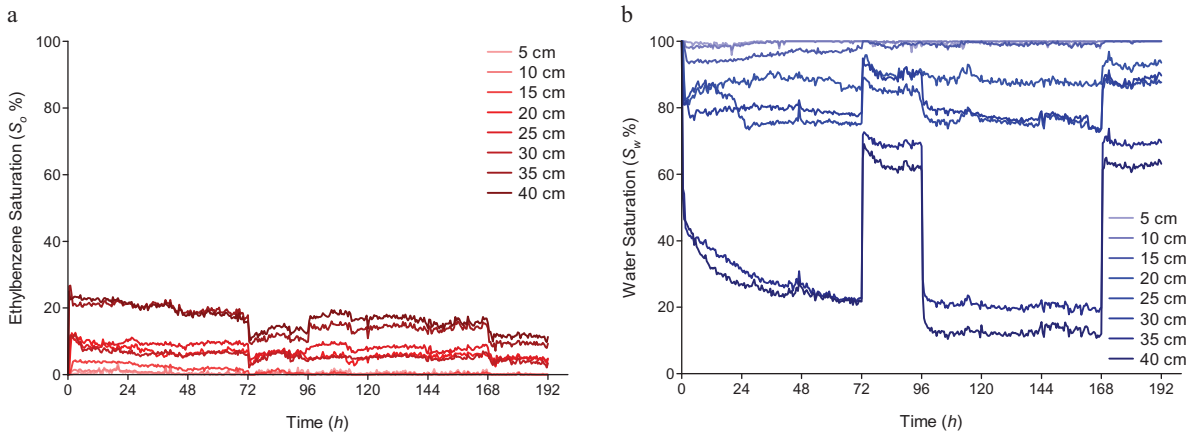 a
100
80
60
40
20
0
Ethylbenzene Saturation (So %)
0 24 48 72 96 120 144 168 192
Time (h)
5 cm
10 cm
15 cm
20 cm
25 cm
30 cm
35 cm
40 cm
b
100
80
60
40
20
0
Water Saturation (Sw %)
0 24 48 72 96 120 144 168 192
Time (h)
5 cm
10 cm
15 cm
20 cm
25 cm
30 cm
35 cm
40 cm